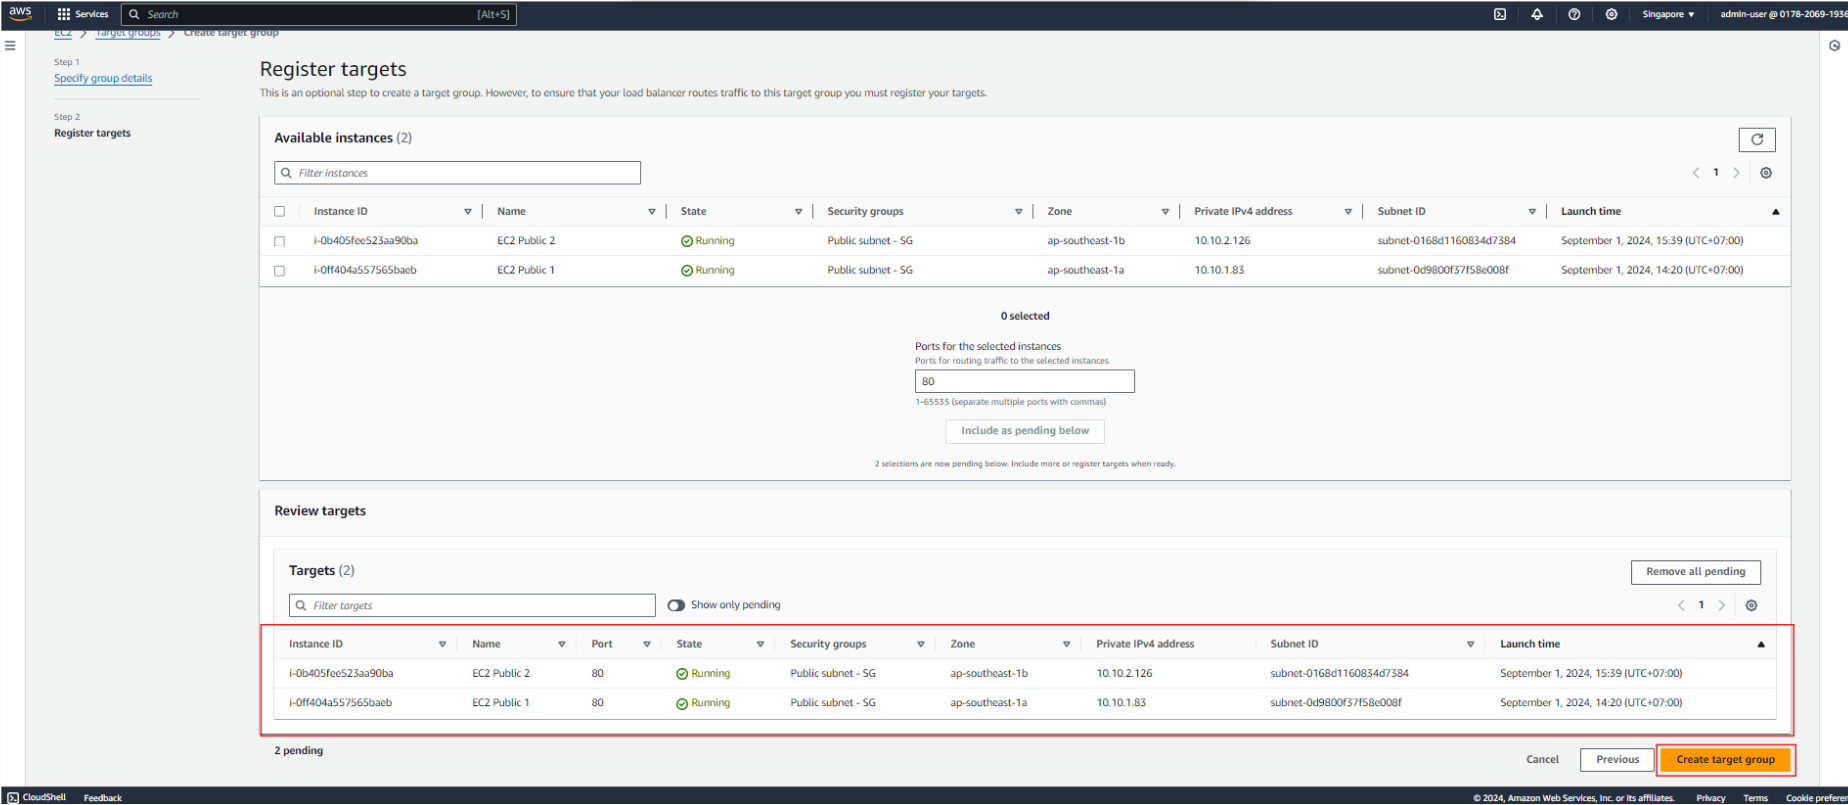 aws Services Search [Alt+S] Singapore ▼ admin-user @ 0178-2069-1936
EC2 > Target groups > Create target group
Step 1
Specify group details
Step 2
Register targets
Register targets
This is an optional step to create a target group. However, to ensure that your load balancer routes traffic to this target group you must register your targets.
Available instances (2)
Filter instances
1
Instance ID Name State Security groups Zone Private IPv4 address Subnet ID Launch time
i-0b405fee523aa90ba EC2 Public 2 Running Public subnet - SG ap-southeast-1b 10.10.2.126 subnet-0168d1160834d7384 September 1, 2024, 15:39 (UTC+07:00)
i-0ff404a557565baeb EC2 Public 1 Running Public subnet - SG ap-southeast-1a 10.10.1.83 subnet-0d9800f37f58e008f September 1, 2024, 14:20 (UTC+07:00)
0 selected
Ports for the selected instances
Ports for routing traffic to the selected instances.
80
1-65535 (separate multiple ports with commas)
Include as pending below
2 selections are now pending below. Include more or register targets when ready.
Review targets
Targets (2)
Remove all pending
Filter targets Show only pending 1
Instance ID Name Port State Security groups Zone Private IPv4 address Subnet ID Launch time
i-0b405fee523aa90ba EC2 Public 2 80 Running Public subnet - SG ap-southeast-1b 10.10.2.126 subnet-0168d1160834d7384 September 1, 2024, 15:39 (UTC+07:00)
i-0ff404a557565baeb EC2 Public 1 80 Running Public subnet - SG ap-southeast-1a 10.10.1.83 subnet-0d9800f37f58e008f September 1, 2024, 14:20 (UTC+07:00)
2 pending
Cancel Previous Create target group
CloudShell Feedback © 2024, Amazon Web Services, Inc. or its affiliates. Privacy Terms Cookie preferen